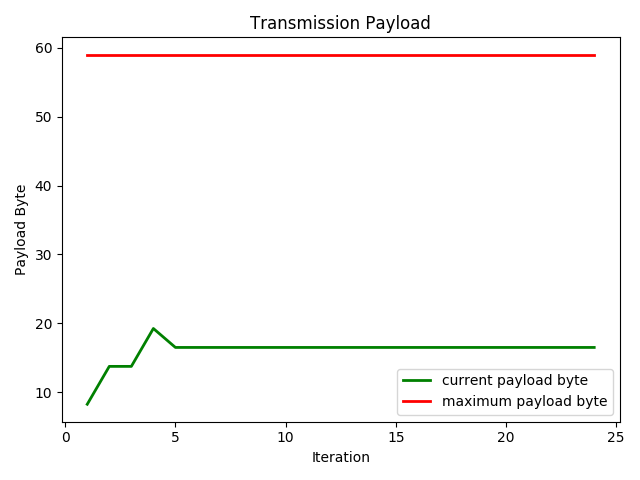 Transmission Payload
60
50
40
30
20
10
Payload Byte
current payload byte
maximum payload byte
0 5 10 15 20 25
Iteration